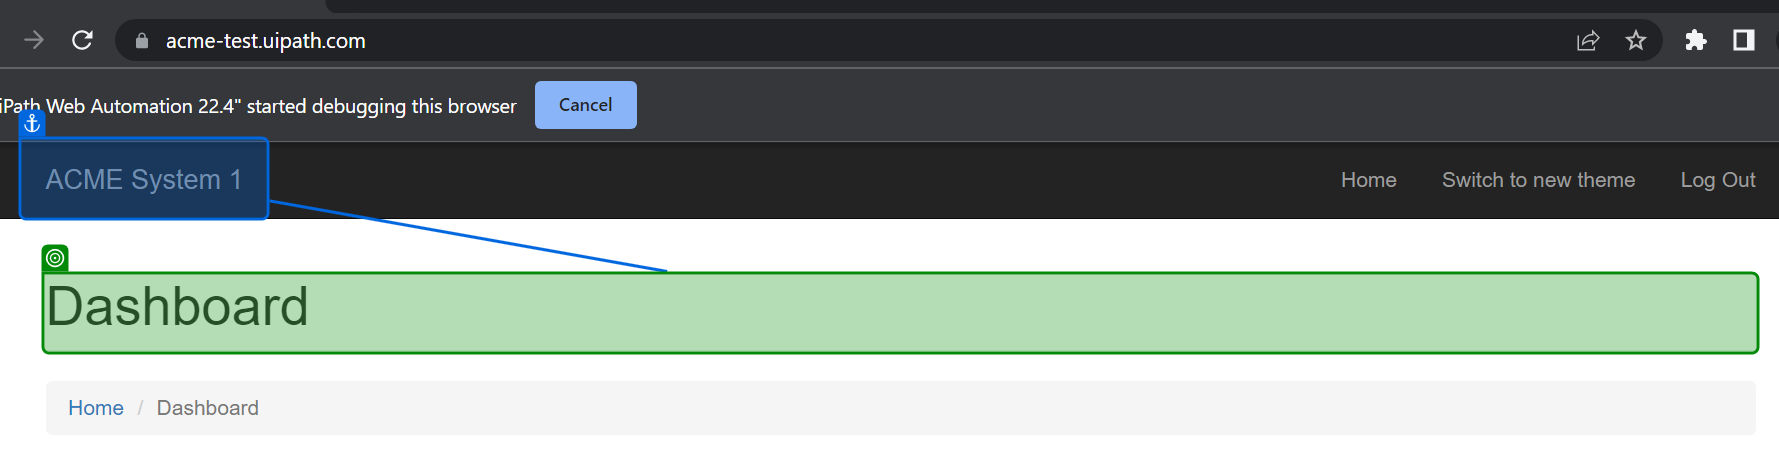 acme-test.uipath.com
iPath Web Automation 22.4" started debugging this browser Cancel
ACME System 1 Home Switch to new theme Log Out
Dashboard
Home / Dashboard